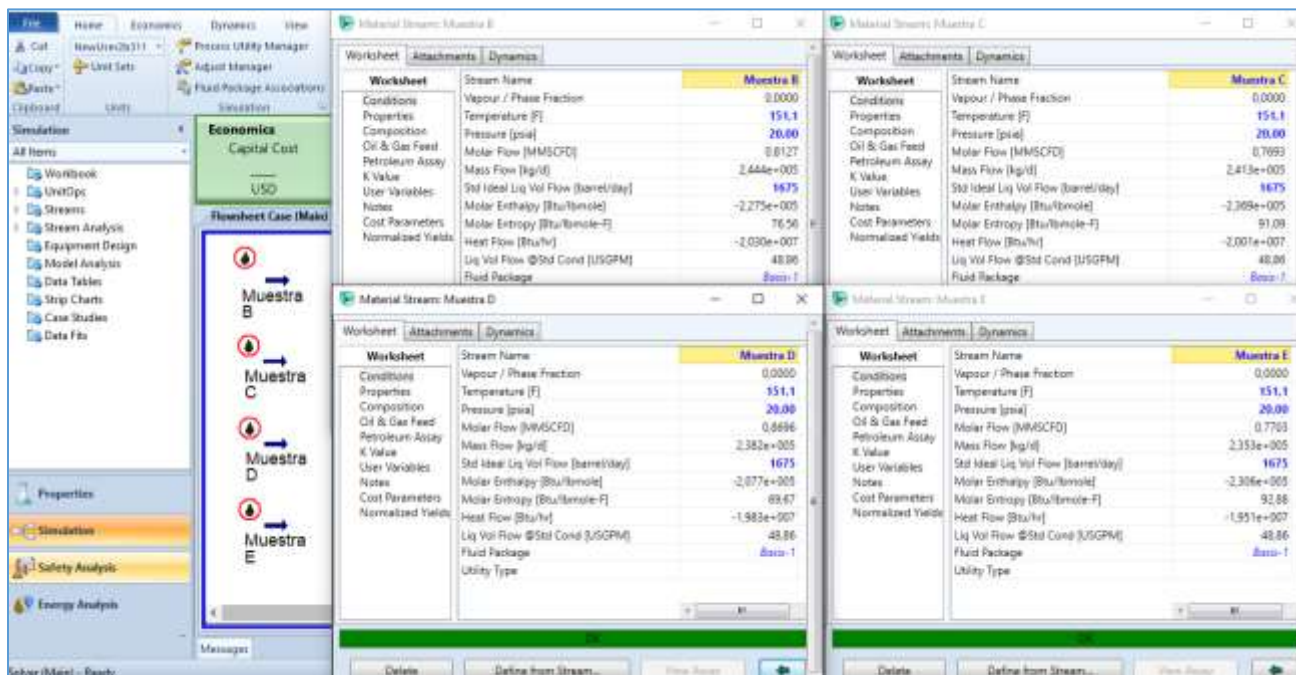 File Home Economics Dynamics View
Cut NewUser2b311 Process Utility Manager
Copy Unit Sets Adjust Manager
Paste Fluid Package Associations
Clipboard Units Simulation
Simulation
All Items
Workbook
UnitOps
Streams
Stream Analysis
Equipment Design
Model Analysis
Data Tables
Strip Charts
Case Studies
Data Fits
Properties
Simulation
Safety Analysis
Energy Analysis
Solver (Main) - Ready
Economics
Capital Cost
USD
Flowsheet Case (Main)
Muestra
B
Muestra
C
Muestra
D
Muestra
E
Messages
Material Stream: Muestra B
Worksheet Attachments Dynamics
Worksheet
Conditions
Properties
Composition
Oil & Gas Feed
Petroleum Assay
K Value
User Variables
Notes
Cost Parameters
Normalized Yields
Stream Name Muestra B
Vapour / Phase Fraction 0,0000
Temperature [F] 151,1
Pressure [psia] 20,00
Molar Flow [MMSCFD] 0,8127
Mass Flow [kg/d] 2,444e+005
Std Ideal Liq Vol Flow [barrel/day] 1675
Molar Enthalpy [Btu/lbmole] -2,275e+005
Molar Entropy [Btu/lbmole-F] 76,56
Heat Flow [Btu/hr] -2,030e+007
Liq Vol Flow @Std Cond [USGPM] 48,86
Fluid Package Basis-1
Material Stream: Muestra C
Worksheet Attachments Dynamics
Worksheet
Conditions
Properties
Composition
Oil & Gas Feed
Petroleum Assay
K Value
User Variables
Notes
Cost Parameters
Normalized Yields
Stream Name Muestra C
Vapour / Phase Fraction 0,0000
Temperature [F] 151,1
Pressure [psia] 20,00
Molar Flow [MMSCFD] 0,7693
Mass Flow [kg/d] 2,413e+005
Std Ideal Liq Vol Flow [barrel/day] 1675
Molar Enthalpy [Btu/lbmole] -2,369e+005
Molar Entropy [Btu/lbmole-F] 91,09
Heat Flow [Btu/hr] -2,001e+007
Liq Vol Flow @Std Cond [USGPM] 48,86
Fluid Package Basis-1
Material Stream: Muestra D
Worksheet Attachments Dynamics
Worksheet
Conditions
Properties
Composition
Oil & Gas Feed
Petroleum Assay
K Value
User Variables
Notes
Cost Parameters
Normalized Yields
Stream Name Muestra D
Vapour / Phase Fraction 0,0000
Temperature [F] 151,1
Pressure [psia] 20,00
Molar Flow [MMSCFD] 0,8696
Mass Flow [kg/d] 2,382e+005
Std Ideal Liq Vol Flow [barrel/day] 1675
Molar Enthalpy [Btu/lbmole] -2,077e+005
Molar Entropy [Btu/lbmole-F] 69,67
Heat Flow [Btu/hr] -1,983e+007
Liq Vol Flow @Std Cond [USGPM] 48,86
Fluid Package Basis-1
Utility Type
OK
Delete Define from Stream... View Assay
Material Stream: Muestra E
Worksheet Attachments Dynamics
Worksheet
Conditions
Properties
Composition
Oil & Gas Feed
Petroleum Assay
K Value
User Variables
Notes
Cost Parameters
Normalized Yields
Stream Name Muestra E
Vapour / Phase Fraction 0,0000
Temperature [F] 151,1
Pressure [psia] 20,00
Molar Flow [MMSCFD] 0,7703
Mass Flow [kg/d] 2,353e+005
Std Ideal Liq Vol Flow [barrel/day] 1675
Molar Enthalpy [Btu/lbmole] -2,306e+005
Molar Entropy [Btu/lbmole-F] 92,88
Heat Flow [Btu/hr] -1,951e+007
Liq Vol Flow @Std Cond [USGPM] 48,86
Fluid Package Basis-1
Utility Type
Delete Define from Stream... View Assay